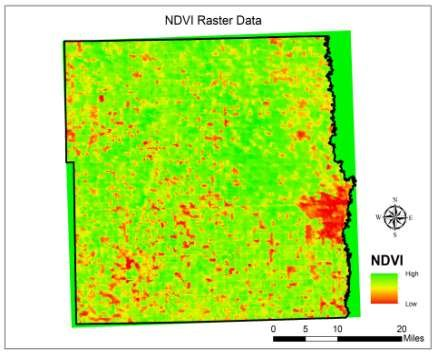 NDVI Raster Data
N
W E
S
NDVI
High
Low
0 5 10 20
Miles